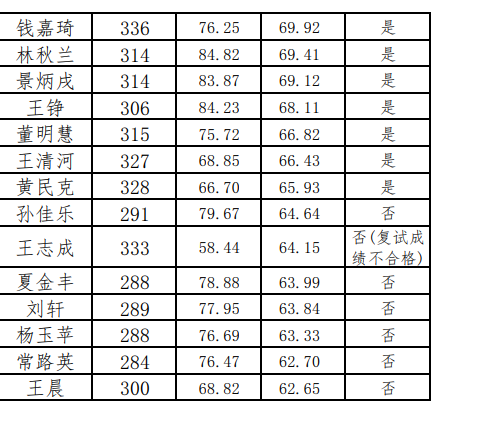 钱嘉琦 336 76.25 69.92 是
林秋兰 314 84.82 69.41 是
景炳戌 314 83.87 69.12 是
王铮 306 84.23 68.11 是
董明慧 315 75.72 66.82 是
王清河 327 68.85 66.43 是
黄民克 328 66.70 65.93 是
孙佳乐 291 79.67 64.64 否
王志成 333 58.44 64.15 否(复试成
绩不合格)
夏金丰 288 78.88 63.99 否
刘轩 289 77.95 63.84 否
杨玉苹 288 76.69 63.33 否
常路英 284 76.47 62.70 否
王晨 300 68.82 62.65 否